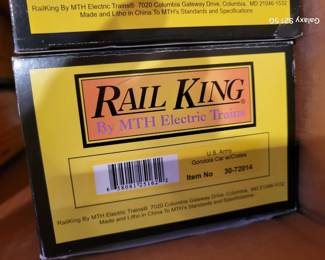 RailKing By MTH Electric Trains® 7020 Columbia Gateway Drive, Columbia, MD 21046-1532
Made and Litho in China To MTH's Standards and Specifications
Galaxy S21 5G
RAIL KING
By MTH Electric Trains
U.S. Army
Gondola Car w/Crates
Item No 30-72014
RailKing By MTH Electric Trains® 7020 Columbia Gateway Drive, Columbia, MD 21046-1532
Made and Litho in China To MTH's Standards and Specifications